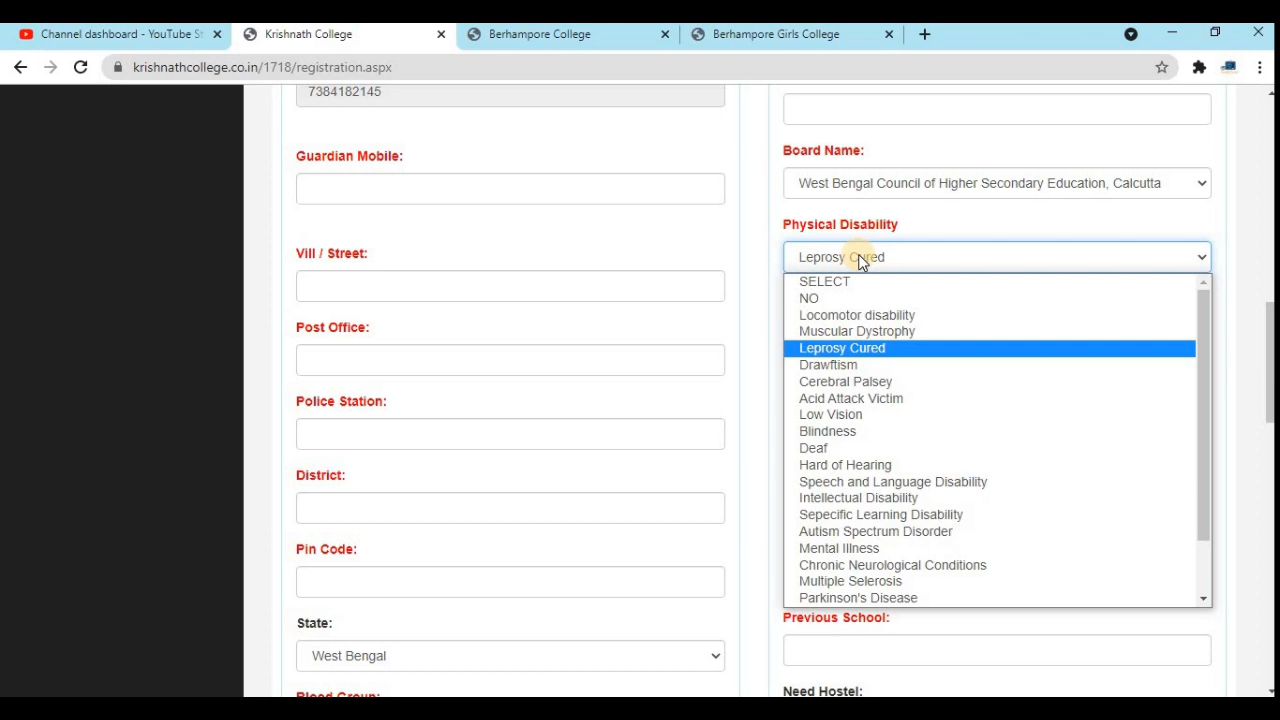 Channel dashboard - YouTube St
Krishnath College
Berhampore College
Berhampore Girls College
krishnathcollege.co.in/1718/registration.aspx
7384182145
Guardian Mobile:
Vill / Street:
Post Office:
Police Station:
District:
Pin Code:
State:
West Bengal
Blood Group:
Board Name:
West Bengal Council of Higher Secondary Education, Calcutta
Physical Disability
Leprosy Cured
SELECT
NO
Locomotor disability
Muscular Dystrophy
Leprosy Cured
Drawftism
Cerebral Palsey
Acid Attack Victim
Low Vision
Blindness
Deaf
Hard of Hearing
Speech and Language Disability
Intellectual Disability
Sepecific Learning Disability
Autism Spectrum Disorder
Mental Illness
Chronic Neurological Conditions
Multiple Selerosis
Parkinson's Disease
Previous School:
Need Hostel: